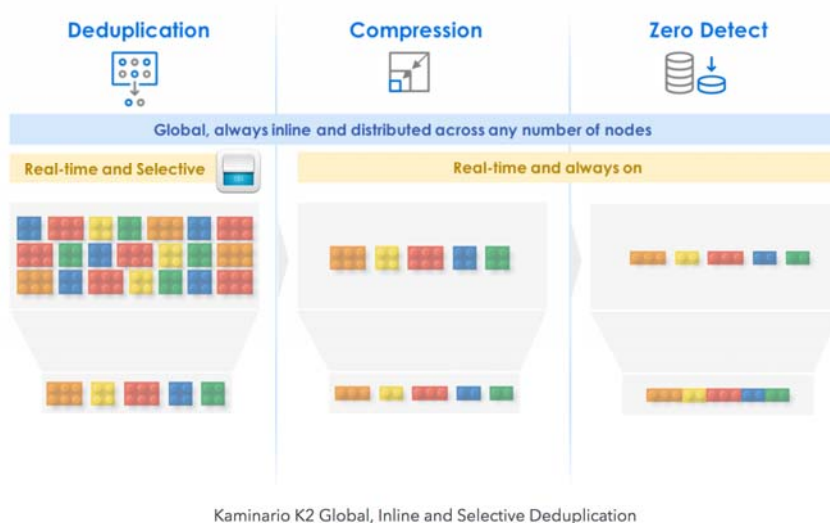 Deduplication
Compression
Zero Detect
Global, always inline and distributed across any number of nodes
Real-time and Selective
Real-time and always on
Kaminario K2 Global, Inline and Selective Deduplication